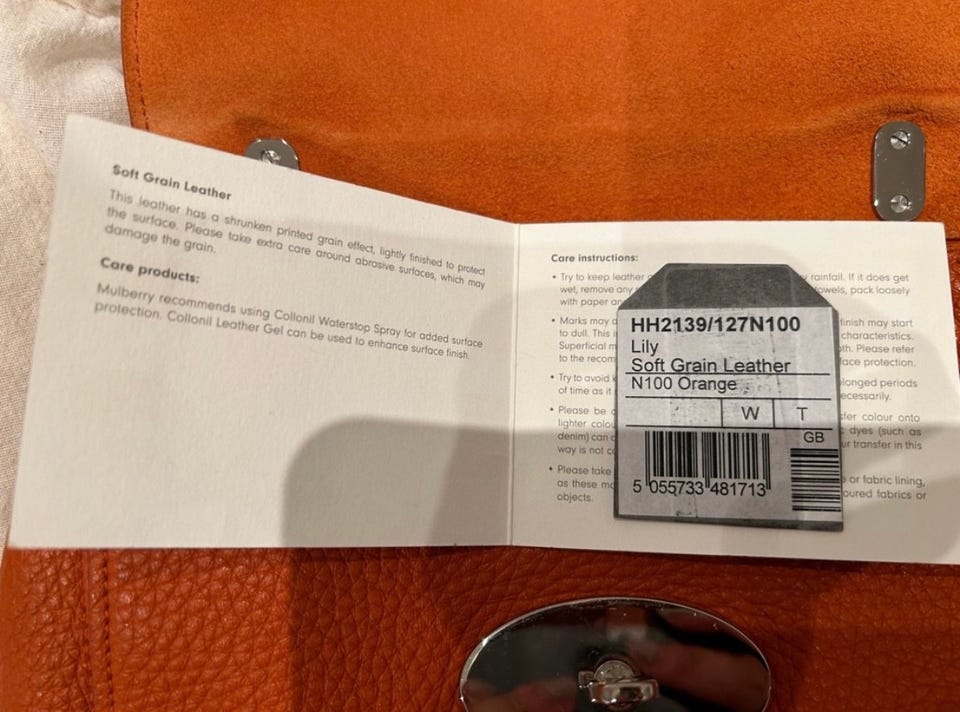 Soft Grain Leather
This leather has a shrunken printed grain effect, lightly finished to protect
the surface. Please take extra care around abrasive surfaces, which may
damage the grain.
Care products:
Mulberry recommends using Collonil Waterstop Spray for added surface
protection. Collonil Leather Gel can be used to enhance surface finish.
Care instructions:
• Try to keep leather rainfall. If it does get
wet, remove any towels, pack loosely
with paper an
• Marks may finish may start
to dull. This characteristics.
Superficial Please refer
to the recom face protection.
• Try to avoid longed periods
of time as it ecessarily.
• Please be colour onto
lighter colou dyes (such as
denim) can ur transfer in this
way is not
• Please take or fabric lining,
as these oured fabrics or
objects.
HH2139/127N100
Lily
Soft Grain Leather
N100 Orange
W T
GB
5 055733 481713